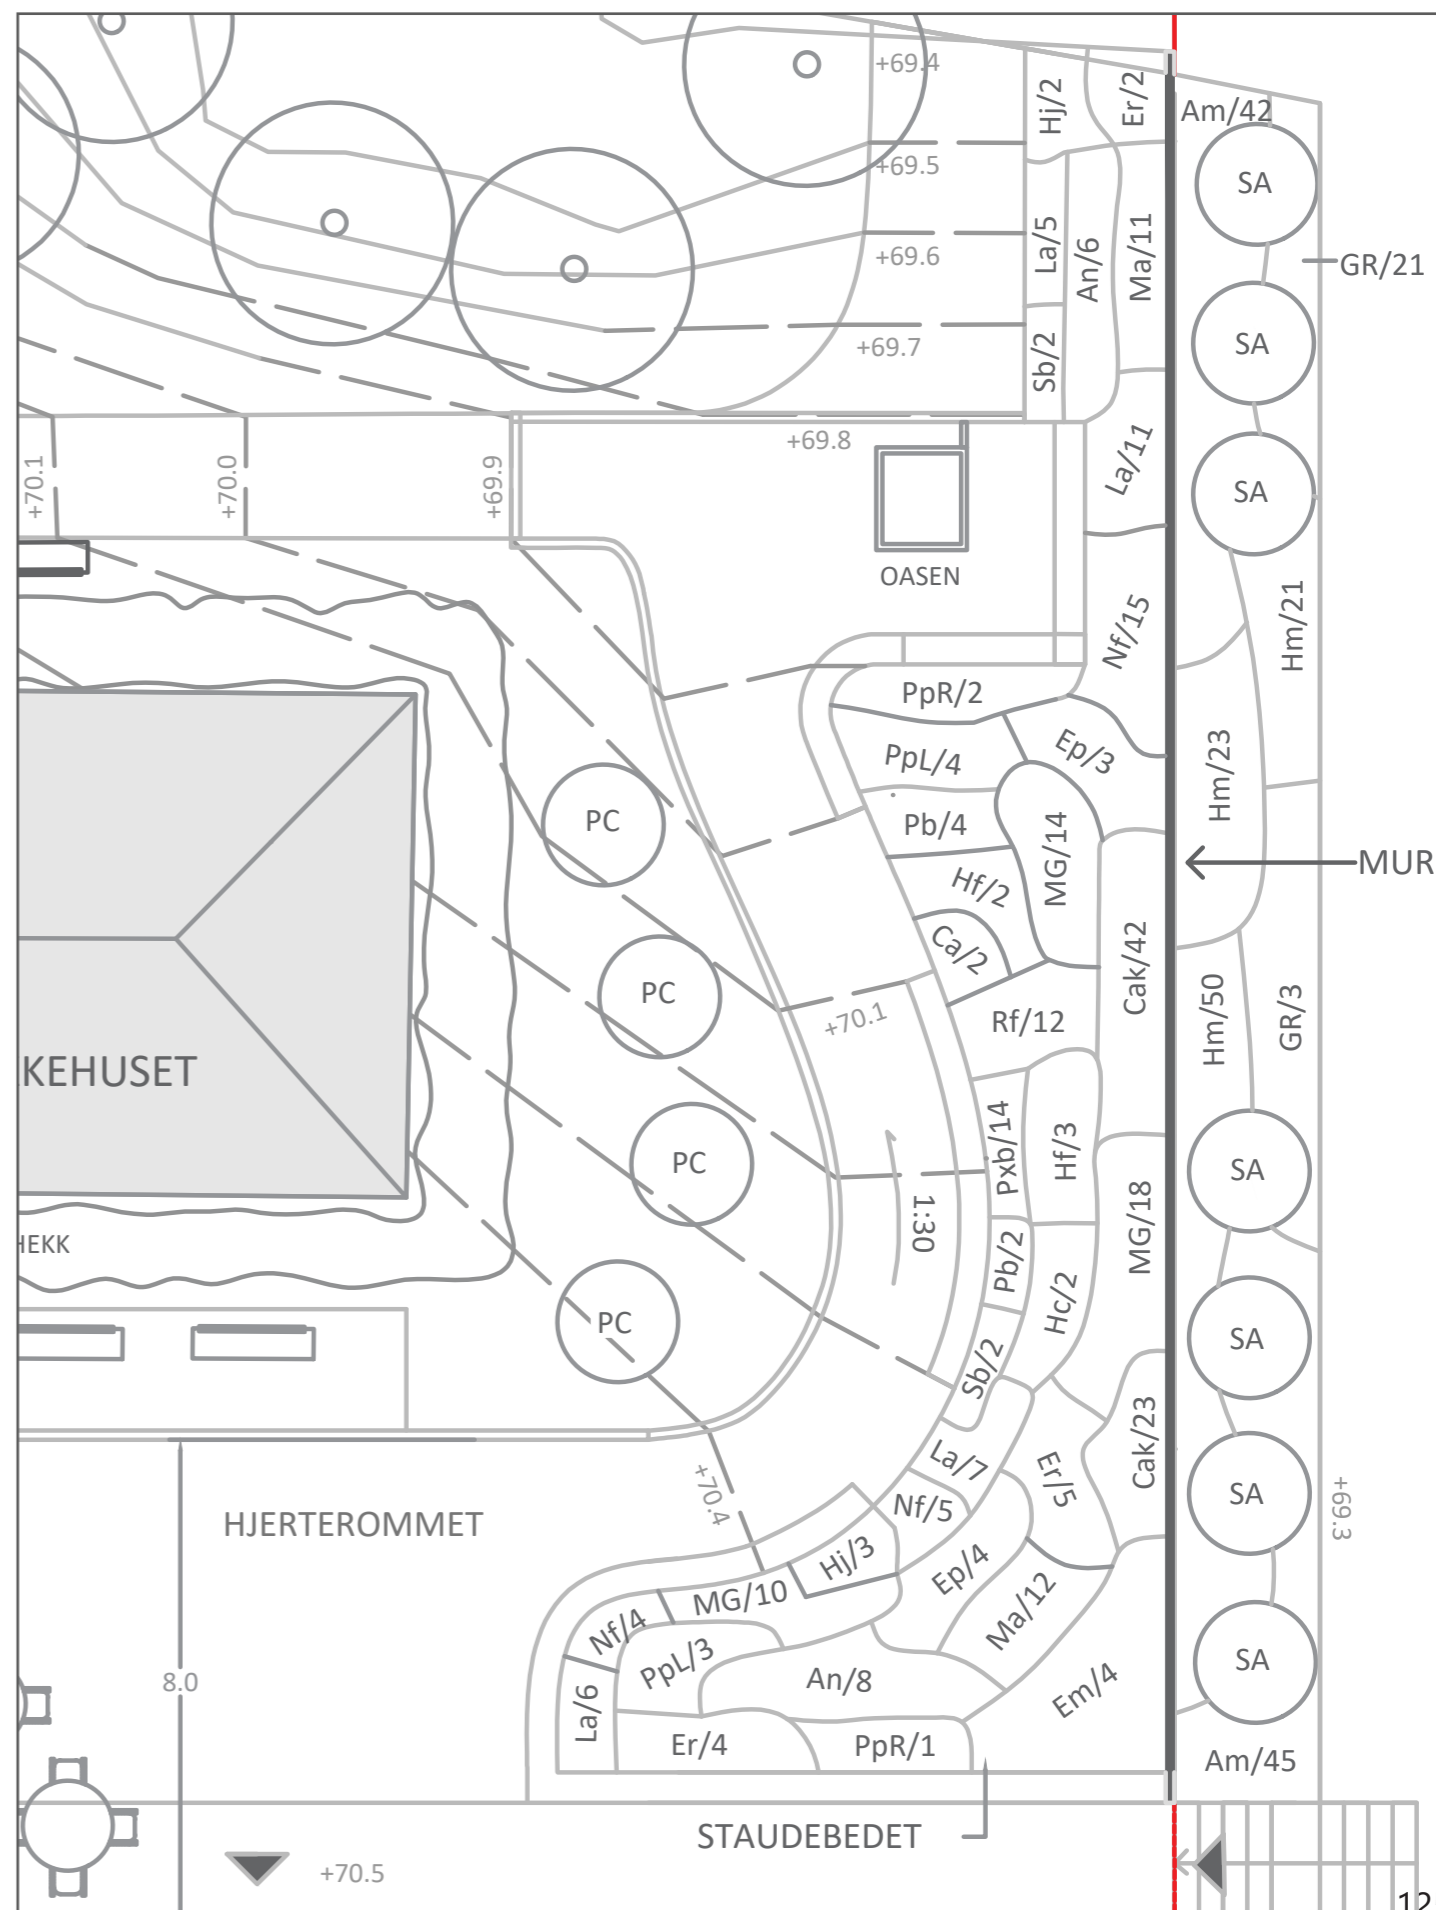 +69.4
Hj/2
Er/2
Am/42
+69.5
SA
+69.6
La/5
An/6
Ma/11
GR/21
+69.7
Sb/2
SA
+70.1
+70.0
+69.9
+69.8
La/11
SA
OASEN
Nf/15
Hm/21
PpR/2
PpL/4
Ep/3
Hm/23
PC
Pb/4
MG/14
MUR
Hf/2
Ca/2
Cak/42
PC
+70.1
Rf/12
Hm/50
GR/3
KEHUSET
Pxb/14
Hf/3
PC
SA
1:30
MG/18
HEKK
Pb/2
Hc/2
PC
SA
Sb/2
Cak/23
La/7
Er/5
+70.4
Nf/5
SA
+69.3
HJERTEROMMET
Hj/3
Ep/4
MG/10
Ma/12
Nf/4
PpL/3
SA
8.0
An/8
Em/4
La/6
Er/4
PpR/1
Am/45
STAUDEBEDET
+70.5
12